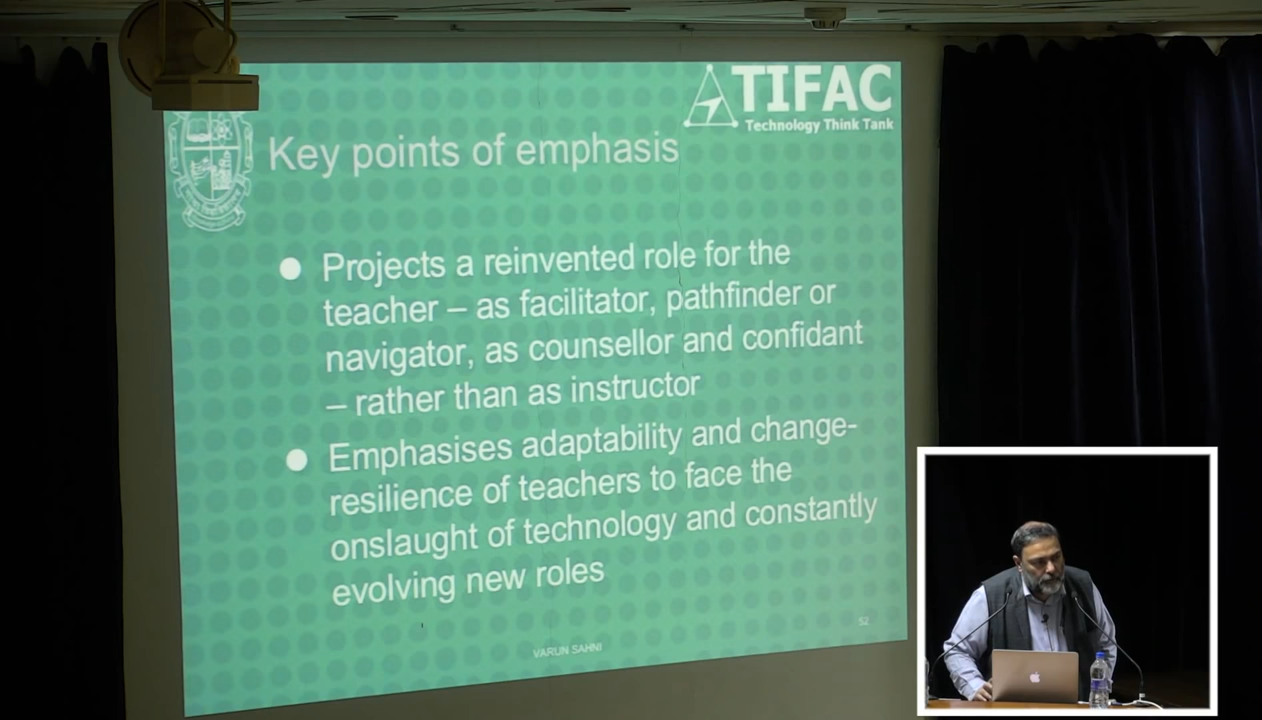 TIFAC
Technology Think Tank
Key points of emphasis
● Projects a reinvented role for the
teacher – as facilitator, pathfinder or
navigator, as counsellor and confidant
– rather than as instructor
● Emphasises adaptability and change-
resilience of teachers to face the
onslaught of technology and constantly
evolving new roles
52
VARUN SAHNI